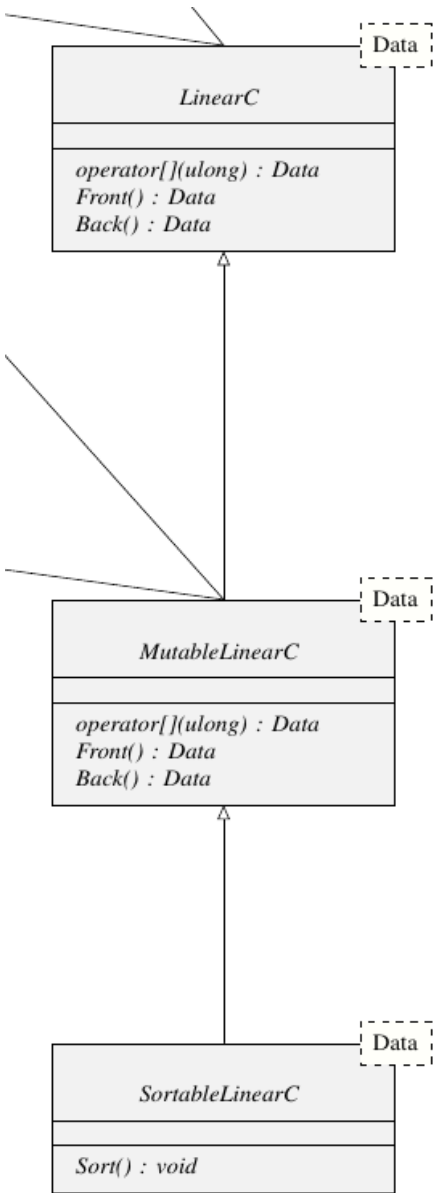 Data
LinearC
operator[](ulong) : Data
Front() : Data
Back() : Data
Data
MutableLinearC
operator[](ulong) : Data
Front() : Data
Back() : Data
Data
SortableLinearC
Sort() : void